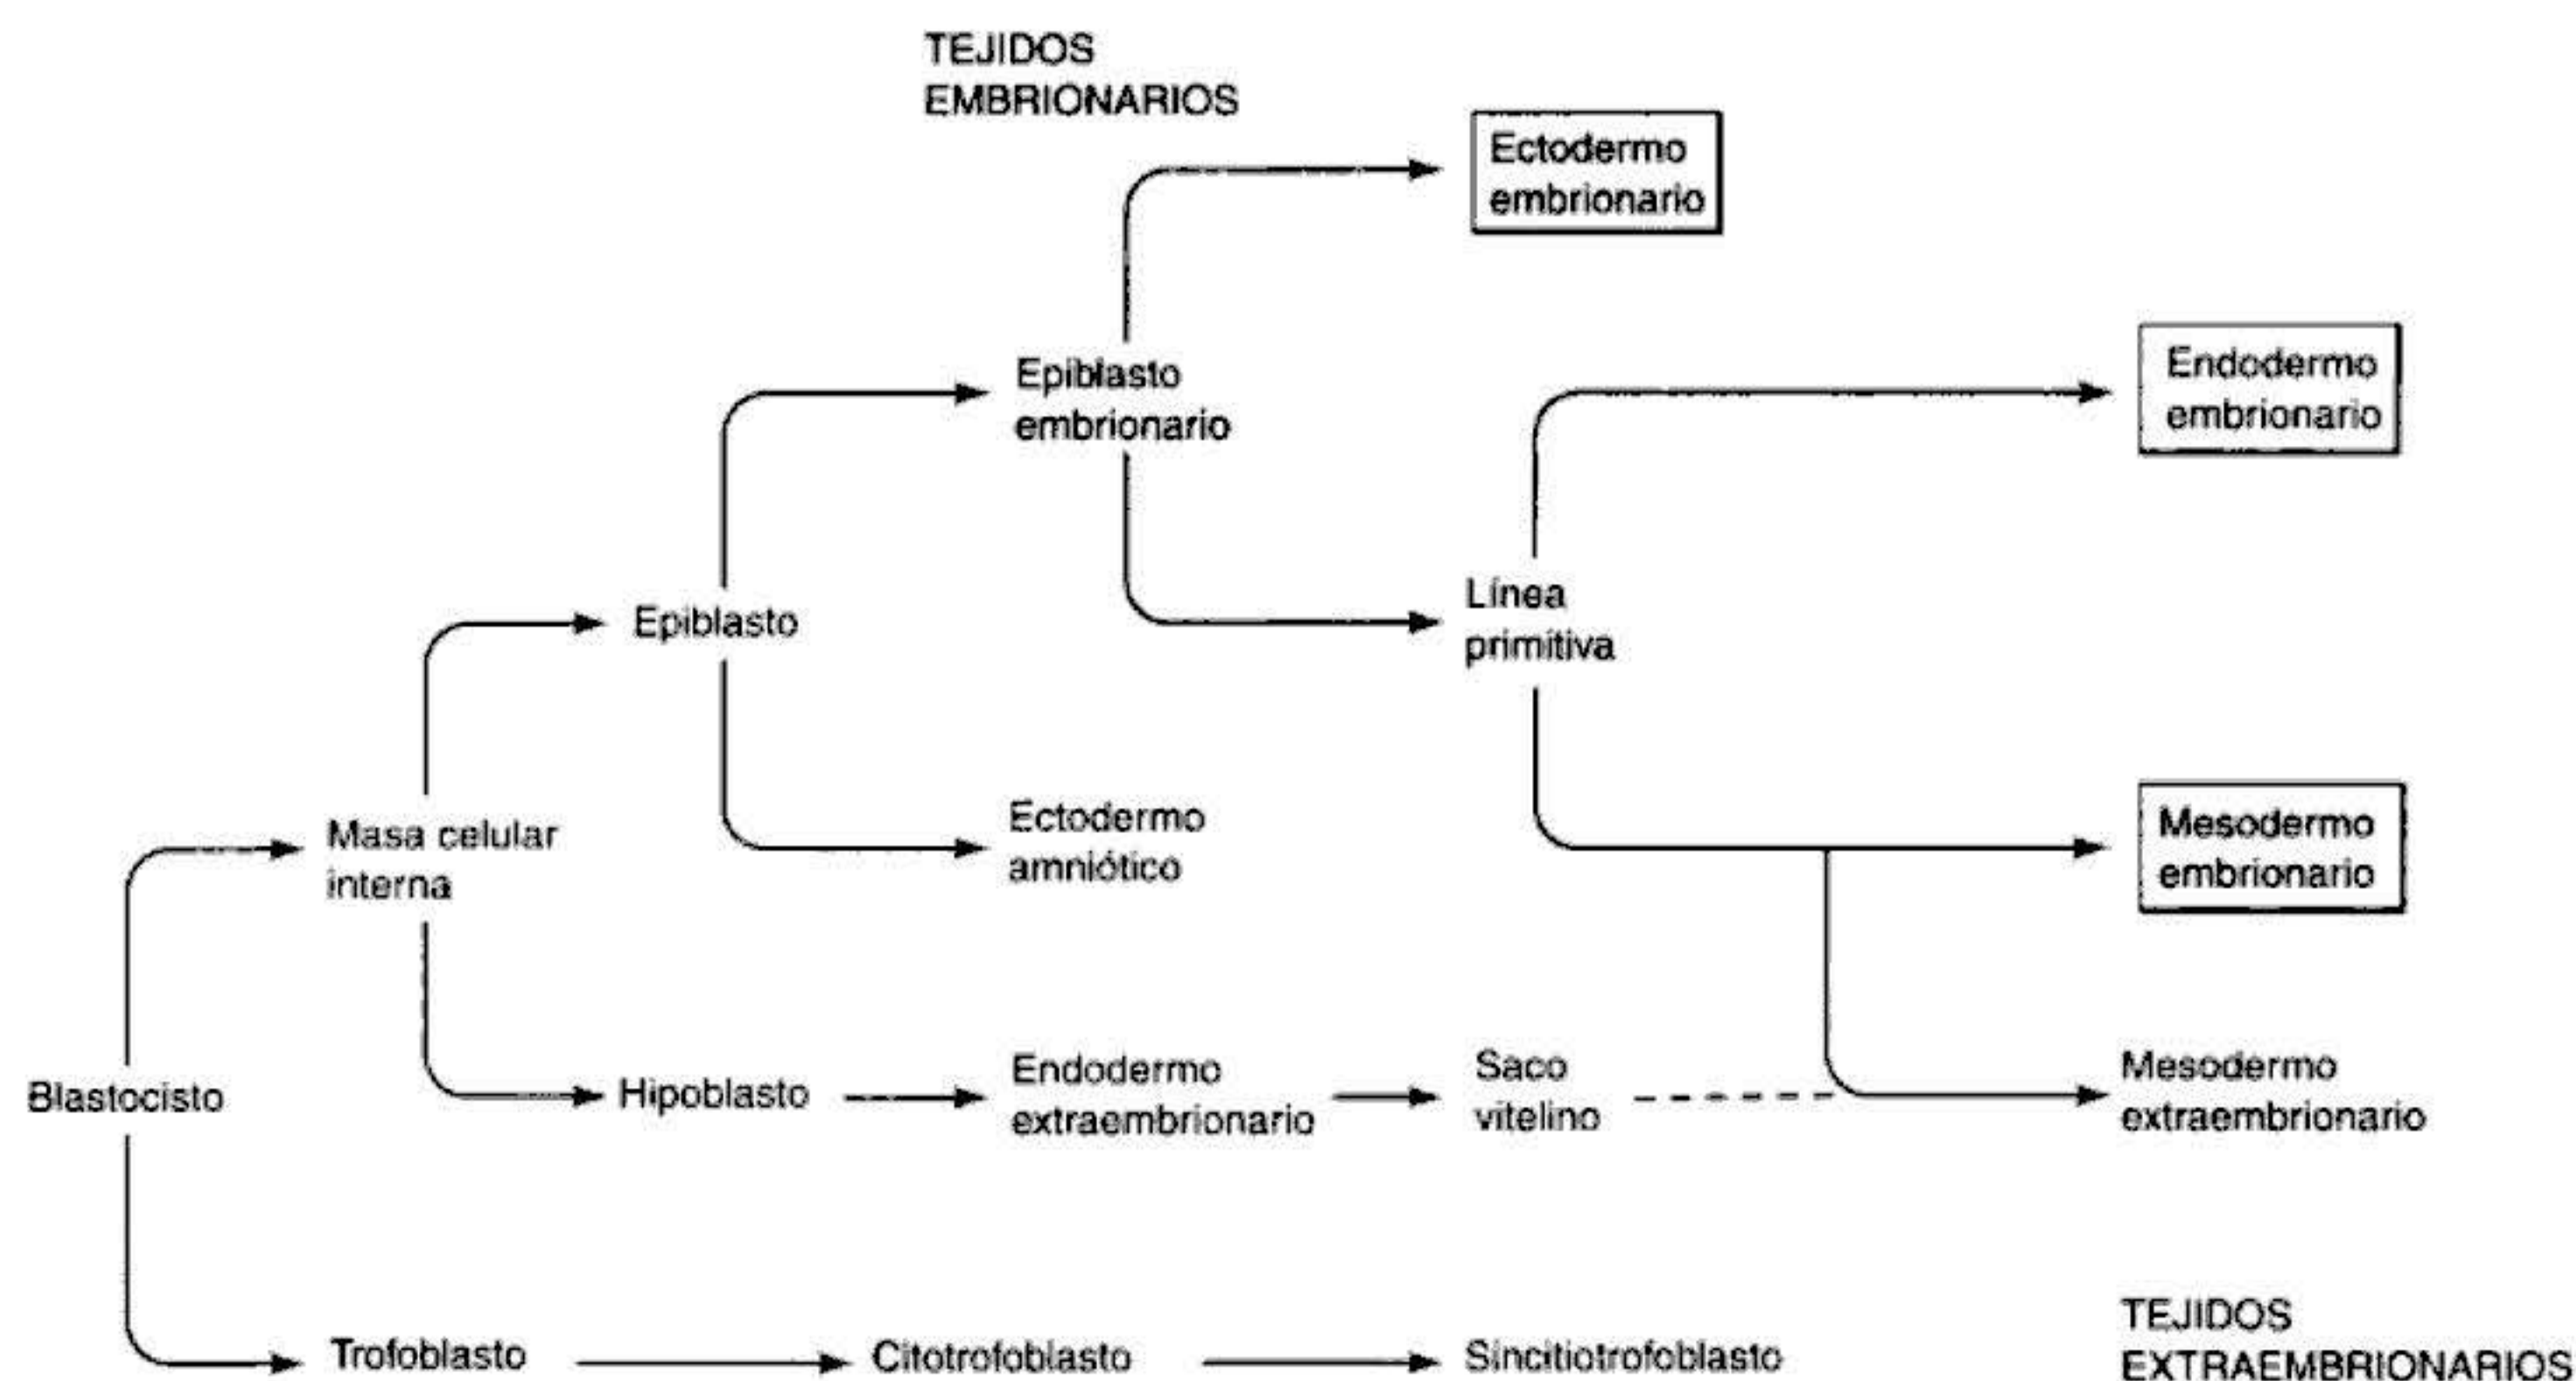 TEJIDOS
EMBRIONARIOS
Ectodermo
embrionario
Epiblasto
embrionario
Endodermo
embrionario
Epiblasto
Línea
primitiva
Masa celular
interna
Ectodermo
amniótico
Mesodermo
embrionario
Blastocisto
Hipoblasto
Endodermo
extraembrionario
Saco
vitelino
Mesodermo
extraembrionario
Trofoblasto
Citotrofoblasto
Sincitiotrofoblasto
TEJIDOS
EXTRAEMBRIONARIOS